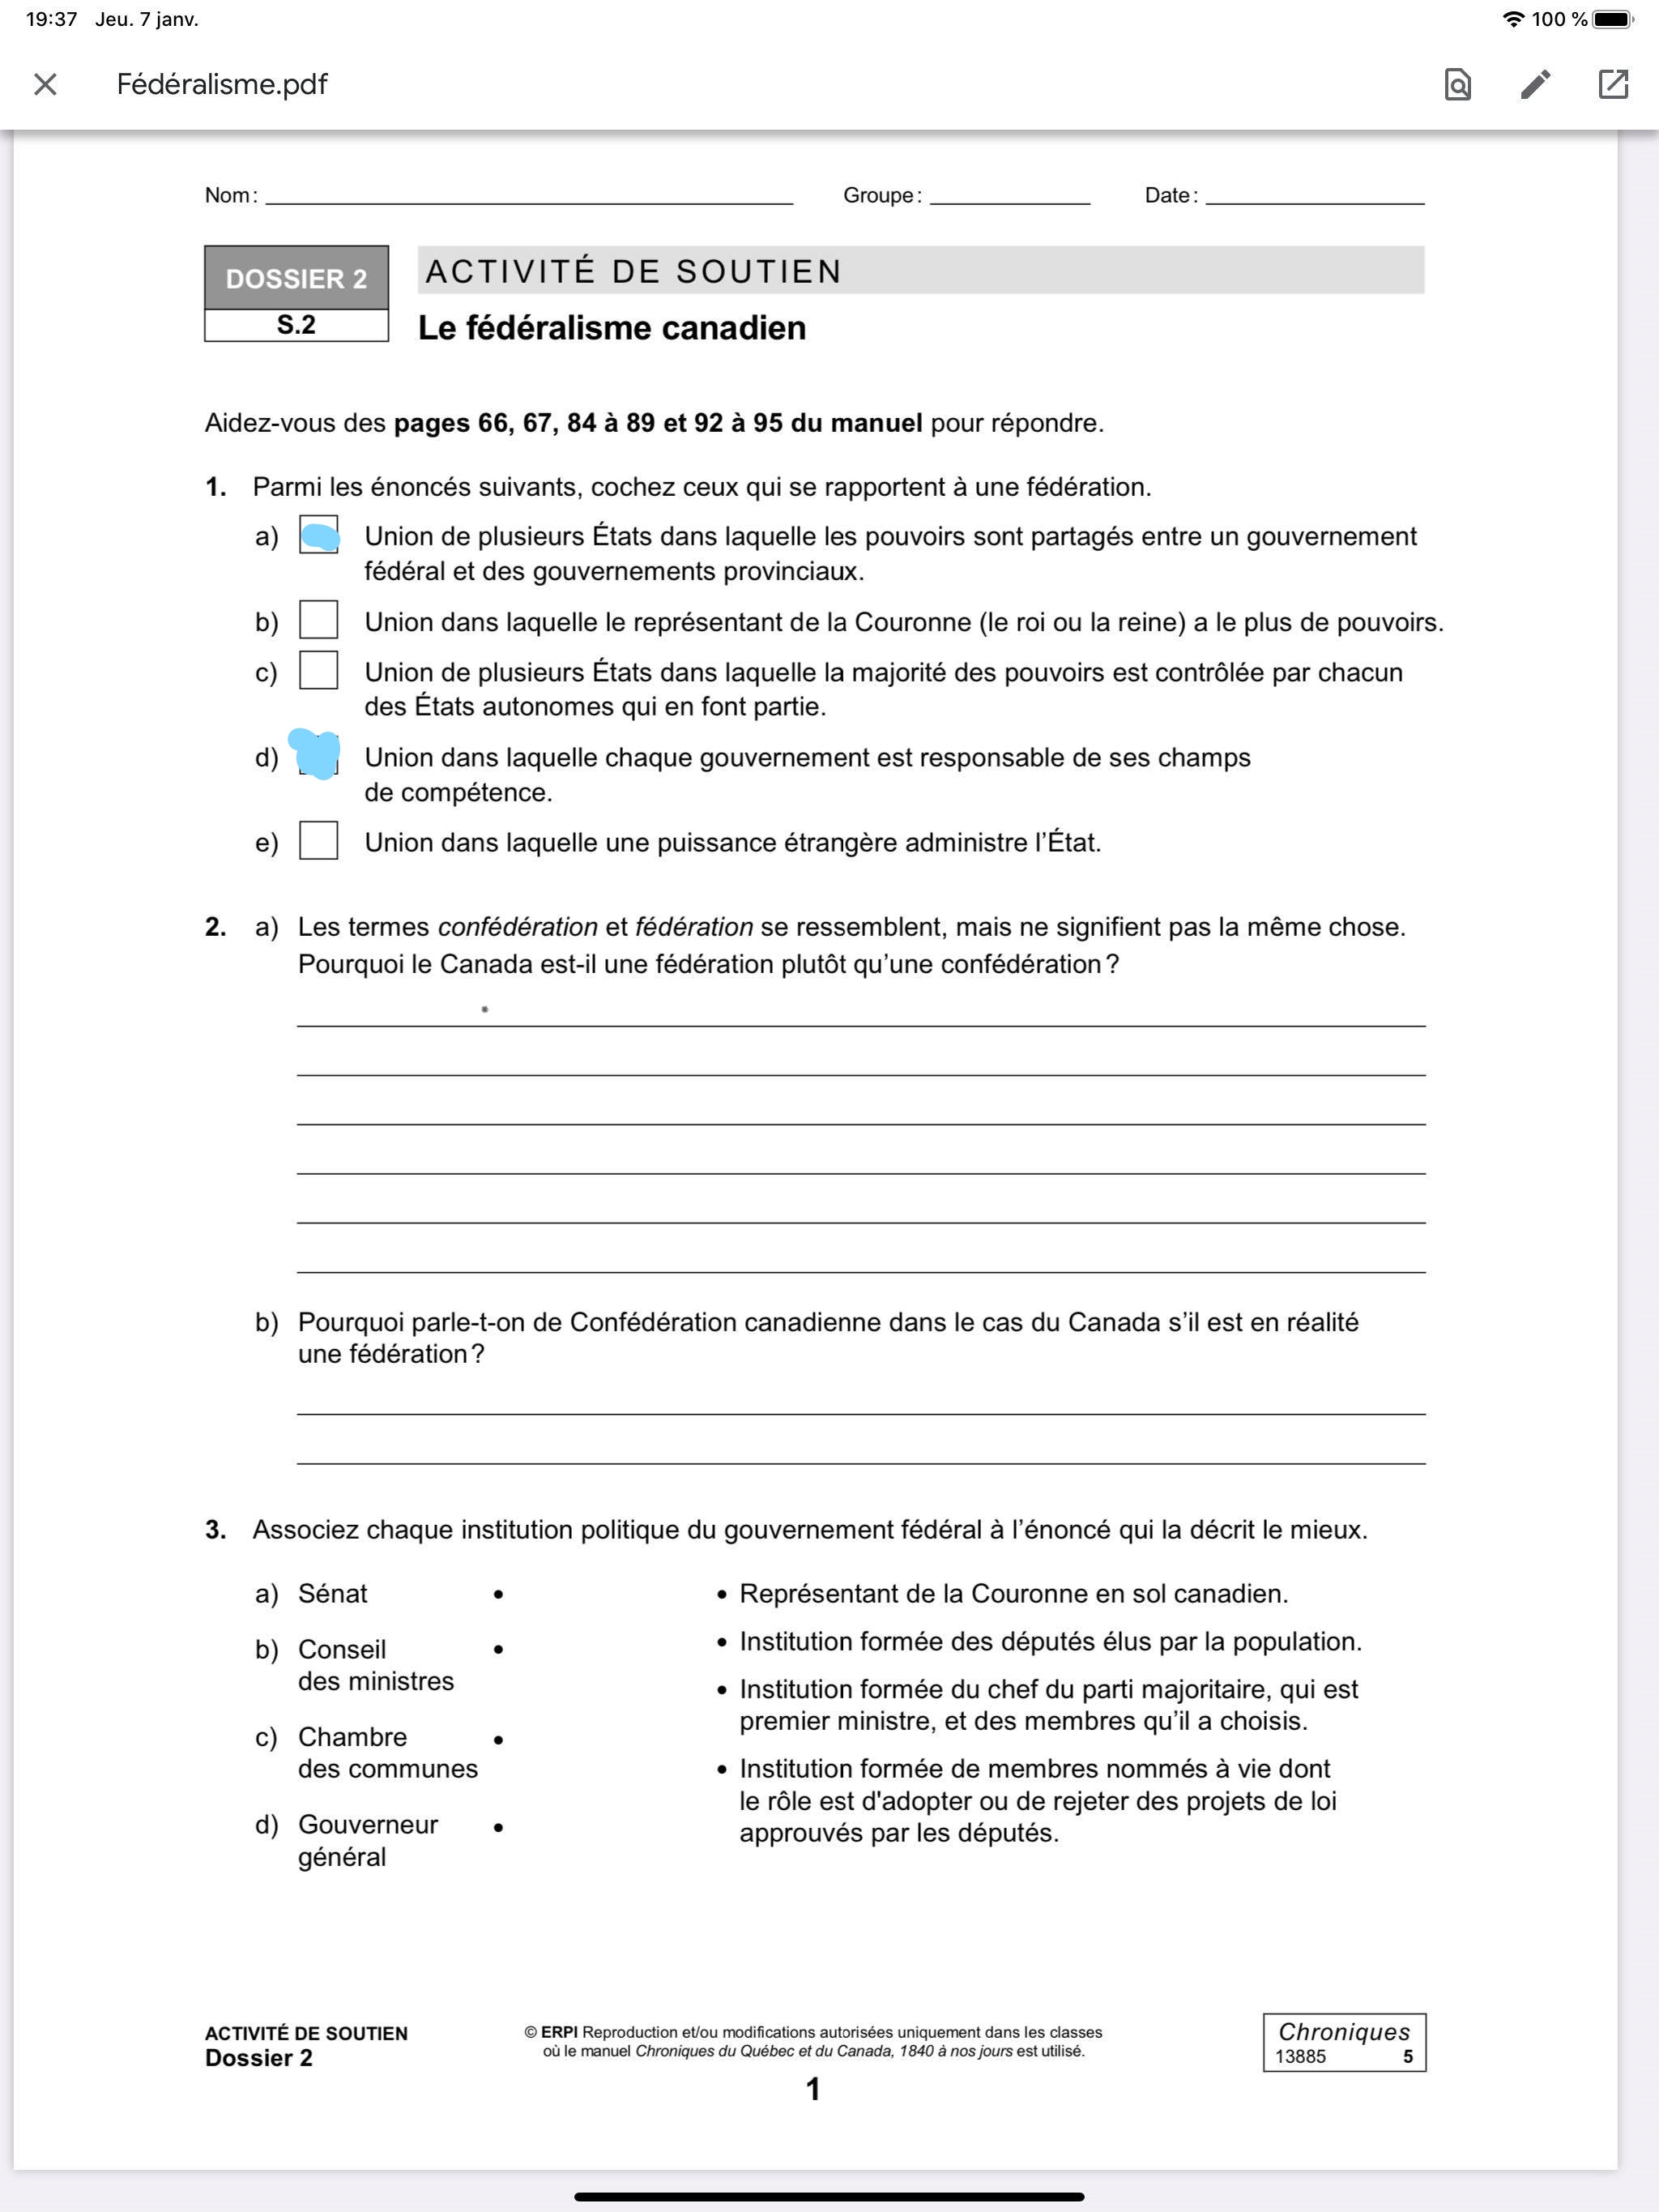 19:37 Jeu. 7 janv. 100 %
Fédéralisme.pdf
Nom : Groupe : Date :
DOSSIER 2 ACTIVITÉ DE SOUTIEN
S.2 Le fédéralisme canadien
Aidez-vous des pages 66, 67, 84 à 89 et 92 à 95 du manuel pour répondre.
1. Parmi les énoncés suivants, cochez ceux qui se rapportent à une fédération.
a) Union de plusieurs États dans laquelle les pouvoirs sont partagés entre un gouvernement
fédéral et des gouvernements provinciaux.
b) Union dans laquelle le représentant de la Couronne (le roi ou la reine) a le plus de pouvoirs.
c) Union de plusieurs États dans laquelle la majorité des pouvoirs est contrôlée par chacun
des États autonomes qui en font partie.
d) Union dans laquelle chaque gouvernement est responsable de ses champs
de compétence.
e) Union dans laquelle une puissance étrangère administre l'État.
2. a) Les termes confédération et fédération se ressemblent, mais ne signifient pas la même chose.
Pourquoi le Canada est-il une fédération plutôt qu'une confédération ?
b) Pourquoi parle-t-on de Confédération canadienne dans le cas du Canada s'il est en réalité
une fédération ?
3. Associez chaque institution politique du gouvernement fédéral à l'énoncé qui la décrit le mieux.
a) Sénat •
b) Conseil •
des ministres
c) Chambre •
des communes
d) Gouverneur •
général
• Représentant de la Couronne en sol canadien.
• Institution formée des députés élus par la population.
• Institution formée du chef du parti majoritaire, qui est
premier ministre, et des membres qu'il a choisis.
• Institution formée de membres nommés à vie dont
le rôle est d'adopter ou de rejeter des projets de loi
approuvés par les députés.
ACTIVITÉ DE SOUTIEN
Dossier 2
© ERPI Reproduction et/ou modifications autorisées uniquement dans les classes
où le manuel Chroniques du Québec et du Canada, 1840 à nos jours est utilisé.
1
Chroniques
13885 5